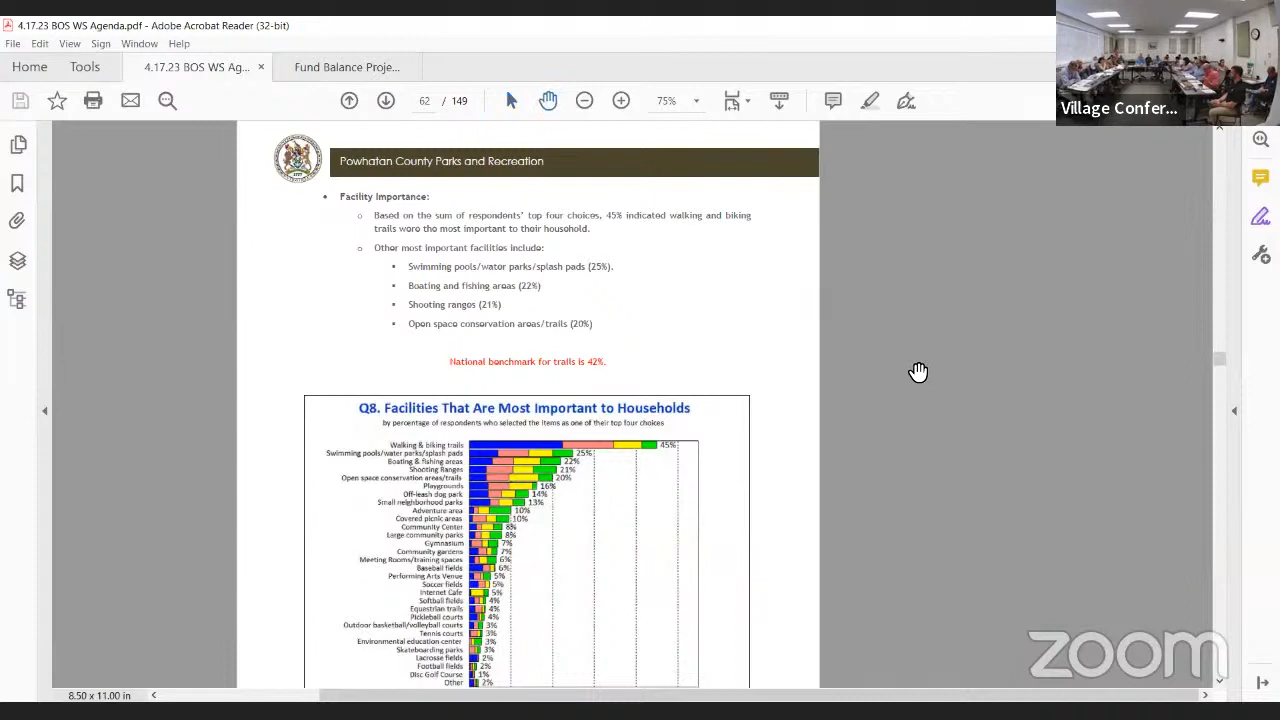 4.17.23 BOS WS Agenda.pdf - Adobe Acrobat Reader (32-bit)
File Edit View Sign Window Help
Home Tools 4.17.23 BOS WS Ag... × Fund Balance Proje...
62 / 149 75%
Village Confer...
Powhatan County Parks and Recreation
• Facility Importance:
o Based on the sum of respondents' top four choices, 45% indicated walking and biking
trails were the most important to their household.
o Other most important facilities include:
▪ Swimming pools/water parks/splash pads (25%).
▪ Boating and fishing areas (22%)
▪ Shooting ranges (21%)
▪ Open space conservation areas/trails (20%)
National benchmark for trails is 42%.
Q8. Facilities That Are Most Important to Households
by percentage of respondents who selected the items as one of their top four choices
Walking & biking trails 45%
Swimming pools/water parks/splash pads 25%
Boating & fishing areas 22%
Shooting Ranges 21%
Open space conservation areas/trails 20%
Playgrounds 16%
Off-leash dog park 14%
Small neighborhood parks 13%
Adventure area 10%
Covered picnic areas 10%
Community Center 8%
Large community parks 8%
Gymnasium 7%
Community gardens 7%
Meeting Rooms/training spaces 6%
Baseball fields 6%
Performing Arts Venue 5%
Soccer fields 5%
Internet Cafe 5%
Softball fields 4%
Equestrian trails 4%
Pickleball courts 4%
Outdoor basketball/volleyball courts 3%
Tennis courts 3%
Environmental education center 3%
Skateboarding parks 3%
Lacrosse fields 2%
Football fields 2%
Disc Golf Course 1%
Other 2%
zoom
8.50 x 11.00 in